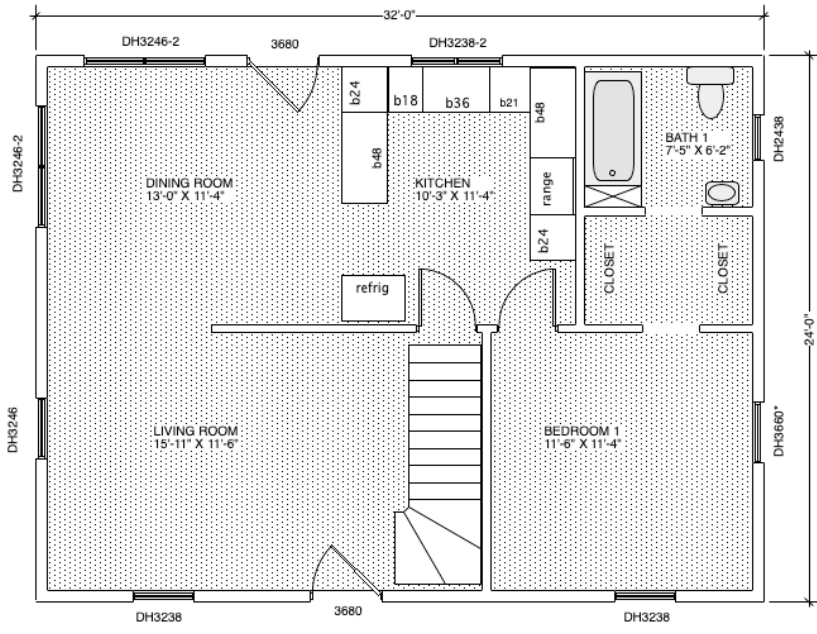 32'-0"
DH3246-2
3680
DH3238-2
b24
b18
b36
b21
b48
DH3246-2
BATH 1
7'-5" X 6'-2"
DH2438
b48
DINING ROOM
13'-0" X 11'-4"
KITCHEN
10'-3" X 11'-4"
range
b24
CLOSET
CLOSET
refrig
24'-0"
DH3246
LIVING ROOM
15'-11" X 11'-6"
BEDROOM 1
11'-6" X 11'-4"
DH3660*
DH3238
3680
DH3238